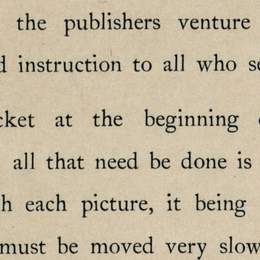 the publishers venture
d instruction to all who se
cket at the beginning
all that need be done is
h each picture, it being
must be moved very slow